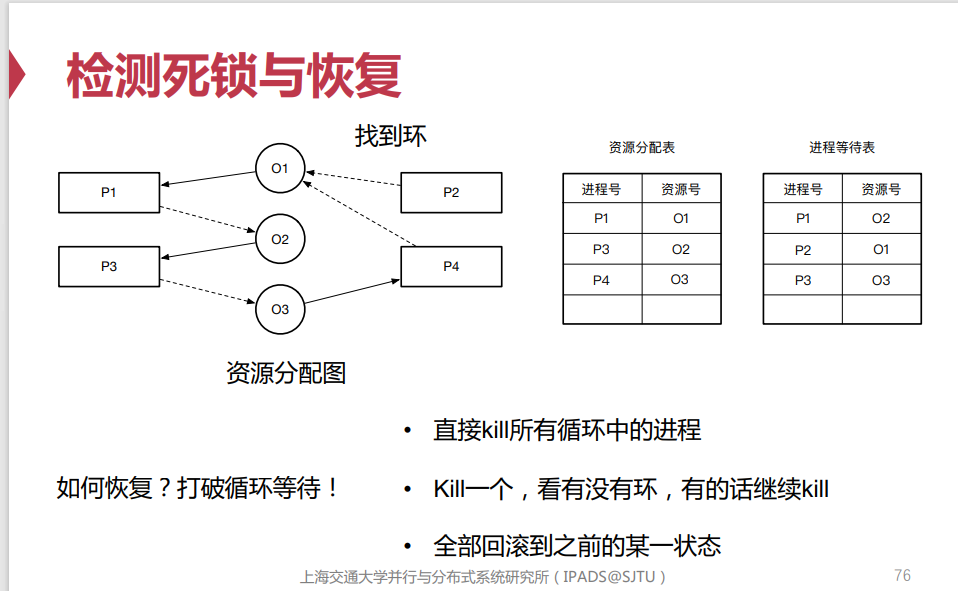 检测死锁与恢复
找到环
P1
O1
P2
O2
P3
P4
O3
资源分配图
资源分配表
进程号 资源号
P1 O1
P3 O2
P4 O3
进程等待表
进程号 资源号
P1 O2
P2 O1
P3 O3
如何恢复？打破循环等待！
• 直接kill所有循环中的进程
• Kill一个，看有没有环，有的话继续kill
• 全部回滚到之前的某一状态
上海交通大学并行与分布式系统研究所（IPADS@SJTU）
76